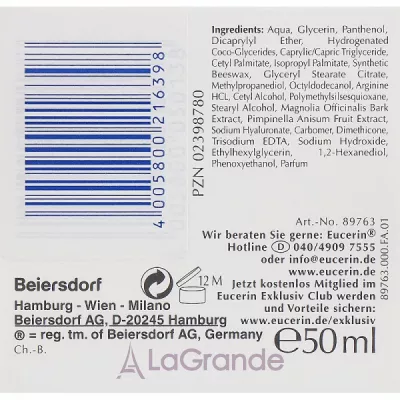 Ingredients: Aqua, Glycerin, Panthenol,
Dicaprylyl Ether, Hydrogenated
Coco-Glycerides, Caprylic/Capric Triglyceride,
Cetyl Palmitate, Isopropyl Palmitate, Synthetic
Beeswax, Glyceryl Stearate Citrate,
Methylpropanediol, Octyldodecanol, Arginine
HCL, Cetyl Alcohol, Polymethylsilsesquioxane,
Stearyl Alcohol, Magnolia Officinalis Bark
Extract, Pimpinella Anisum Fruit Extract,
Sodium Hyaluronate, Carbomer, Dimethicone,
Trisodium EDTA, Sodium Hydroxide,
Ethylhexylglycerin, 1,2-Hexanediol,
Phenoxyethanol, Parfum
4005800216398
PZN 02398780
Art.-No. 89763
Wir beraten Sie gerne: Eucerin®
Hotline D 040/4909 7555
oder info@eucerin.de
www.eucerin.de
Jetzt kostenlos Mitglied im
Eucerin Exklusiv Club werden
und Vorteile sichern:
www.eucerin.de/exklusiv
89763.000.FA.01
12 M
Beiersdorf
Hamburg - Wien - Milano
Beiersdorf AG, D-20245 Hamburg
® = reg. tm. of Beiersdorf AG, Germany
Ch.-B.
℮50ml
LaGrande